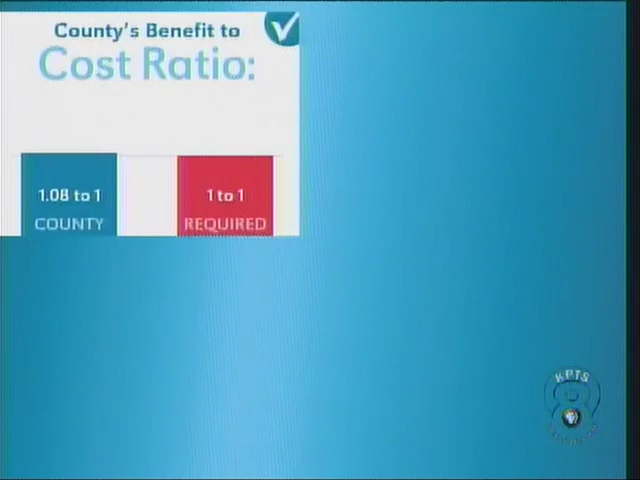 County's Benefit to
Cost Ratio:
1.08 to 1
COUNTY
1 to 1
REQUIRED
KPTS
8